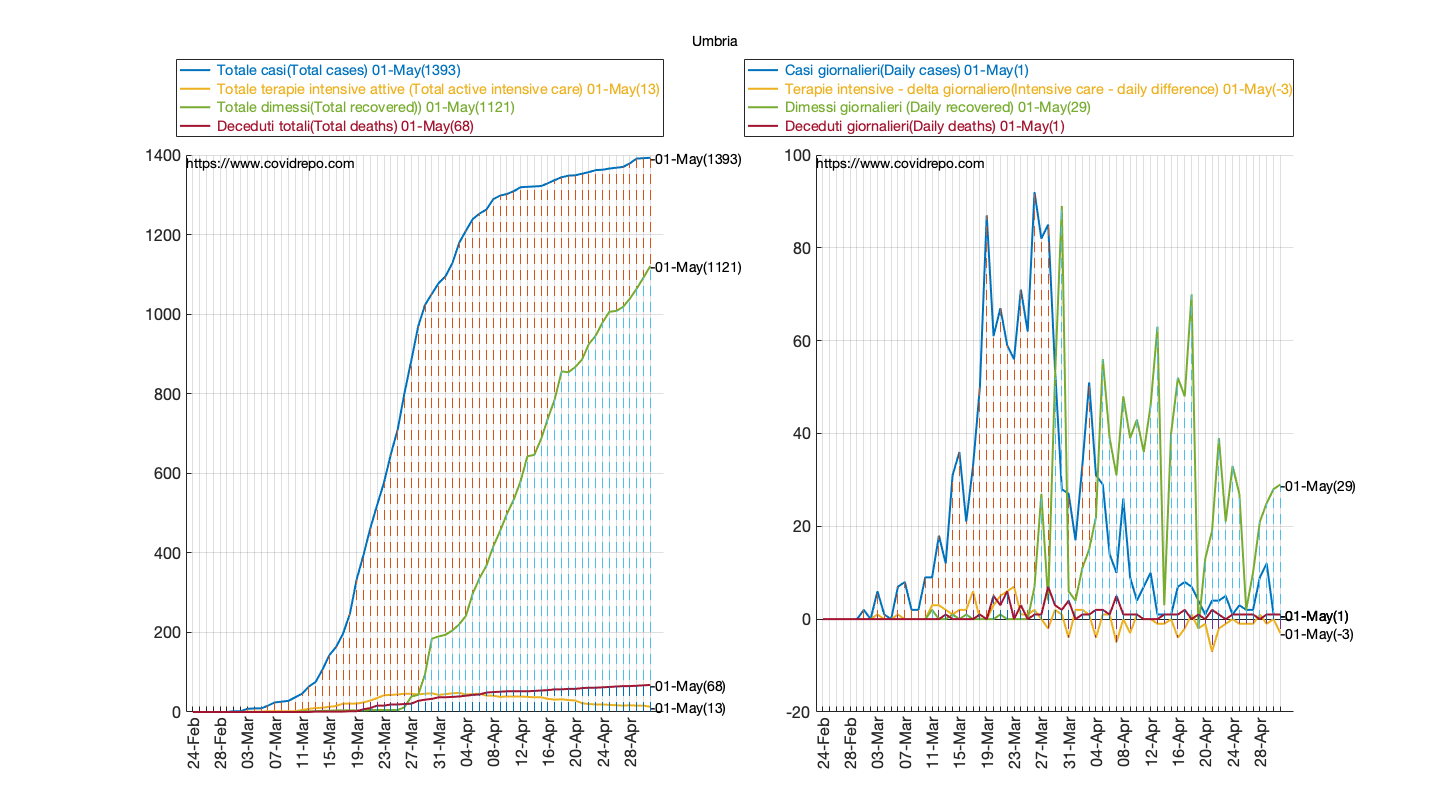 Umbria
Totale casi(Total cases) 01-May(1393)
Totale terapie intensive attive (Total active intensive care) 01-May(13)
Totale dimessi(Total recovered)) 01-May(1121)
Deceduti totali(Total deaths) 01-May(68)
https://www.covidrepo.com
1400
1200
1000
800
600
400
200
0
01-May(1393)
01-May(1121)
01-May(68)
01-May(13)
24-Feb
28-Feb
03-Mar
07-Mar
11-Mar
15-Mar
19-Mar
23-Mar
27-Mar
31-Mar
04-Apr
08-Apr
12-Apr
16-Apr
20-Apr
24-Apr
28-Apr
Casi giornalieri(Daily cases) 01-May(1)
Terapie intensive - delta giornaliero(Intensive care - daily difference) 01-May(-3)
Dimessi giornalieri (Daily recovered) 01-May(29)
Deceduti giornalieri(Daily deaths) 01-May(1)
https://www.covidrepo.com
100
80
60
40
20
0
-20
01-May(29)
01-May(1)
01-May(-3)
24-Feb
28-Feb
03-Mar
07-Mar
11-Mar
15-Mar
19-Mar
23-Mar
27-Mar
31-Mar
04-Apr
08-Apr
12-Apr
16-Apr
20-Apr
24-Apr
28-Apr